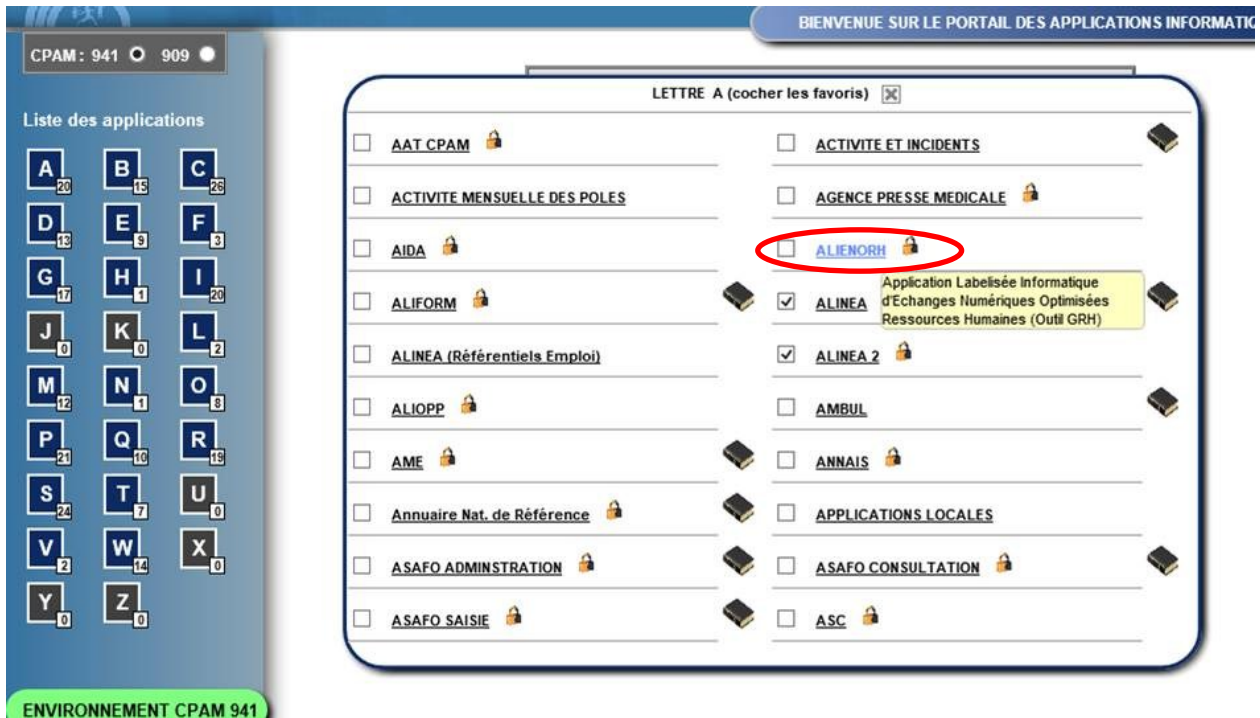 BIENVENUE SUR LE PORTAIL DES APPLICATIONS INFORMATIQ
CPAM : 941 909
Liste des applications
A 20 B 15 C 26
D 13 E 9 F 3
G 17 H 1 I 20
J 0 K 0 L 2
M 12 N 1 O 8
P 21 Q 10 R 19
S 24 T 7 U 0
V 2 W 14 X 0
Y 0 Z 0
ENVIRONNEMENT CPAM 941
LETTRE A (cocher les favoris)
AAT CPAM ACTIVITE ET INCIDENTS
ACTIVITE MENSUELLE DES POLES AGENCE PRESSE MEDICALE
AIDA ALIENORH
ALIFORM ALINEA
Application Labelisée Informatique
d'Echanges Numériques Optimisées
Ressources Humaines (Outil GRH)
ALINEA (Référentiels Emploi) ALINEA 2
ALIOPP AMBUL
AME ANNAIS
Annuaire Nat. de Référence APPLICATIONS LOCALES
ASAFO ADMINSTRATION ASAFO CONSULTATION
ASAFO SAISIE ASC